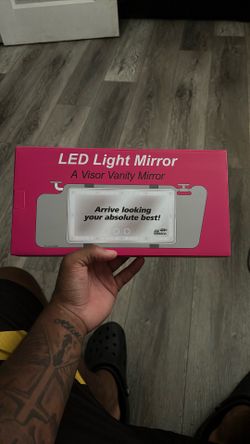 LED Light Mirror
A Visor Vanity Mirror
Arrive looking
your absolute best!